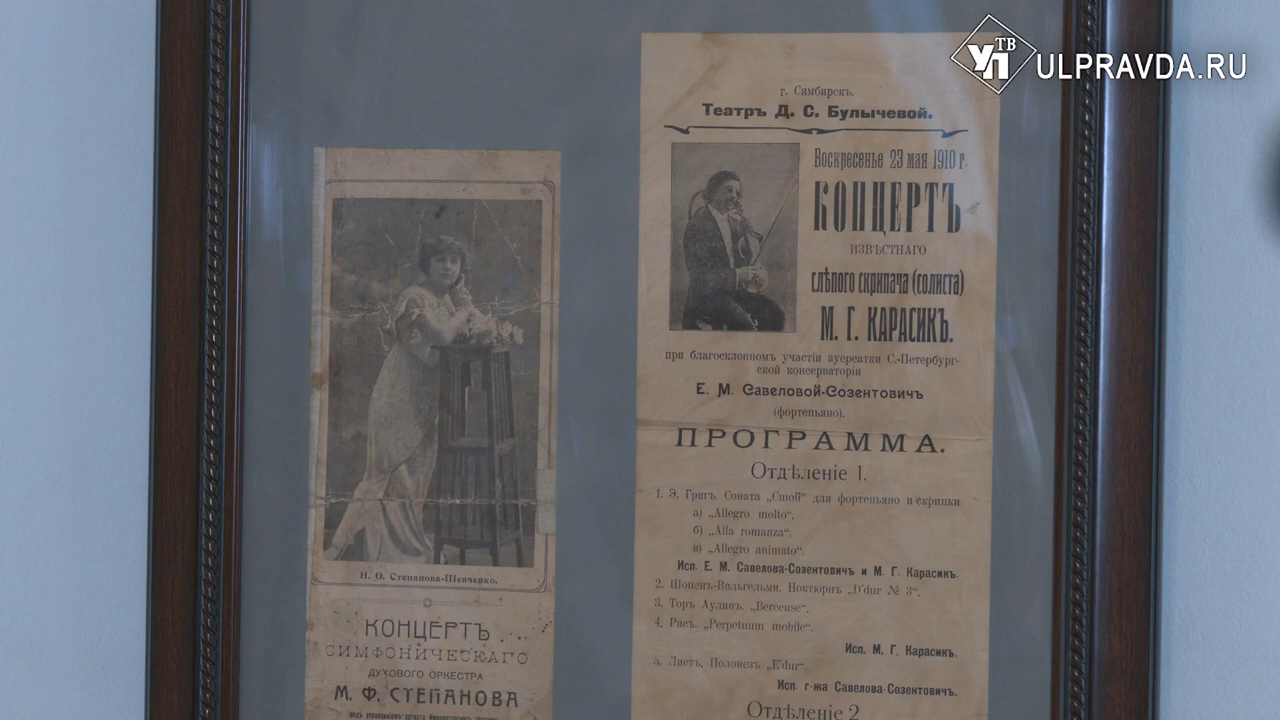 УП ТВ ULPRAVDA.RU
г. Симбирскъ.
Театръ Д. С. Булычевой.
Воскресенье 23 мая 1910 г.
КОНЦЕРТЪ
ИЗВѢСТНАГО
слѣпого скрипача (солиста)
М. Г. КАРАСИКЪ.
при благосклонномъ участіи ауерeатки С.-Петербург-
ской консерваторіи
Е. М. Савеловой-Созентовичъ
(фортепьяно).
ПРОГРАММА.
Отдѣленіе 1.
1. Э. Григъ. Соната „Cmoll“ для фортепьяно и скрипки
а) „Allegro molto“.
б) „Alla romanza“.
в) „Allegro animato“.
Исп. Е. М. Савелова-Созентовичъ и М. Г. Карасикъ.
2. Шопенъ-Вильгельми. Ноктюрнъ „D'dur № 3“.
3. Торъ Аулинъ. „Berceuse“.
4. Рисъ. „Perpetuum mobile“.
Исп. М. Г. Карасикъ.
5. Листъ. Полонезъ „E'dur“.
Исп. г-жа Савелова-Созентовичъ.
Отдѣленіе 2
Н. О. Степанова-Шевченко.
КОНЦЕРТЪ
СИМФОНИЧЕСКАГО
ДУХОВОГО ОРКЕСТРА
М. Ф. СТЕПАНОВА